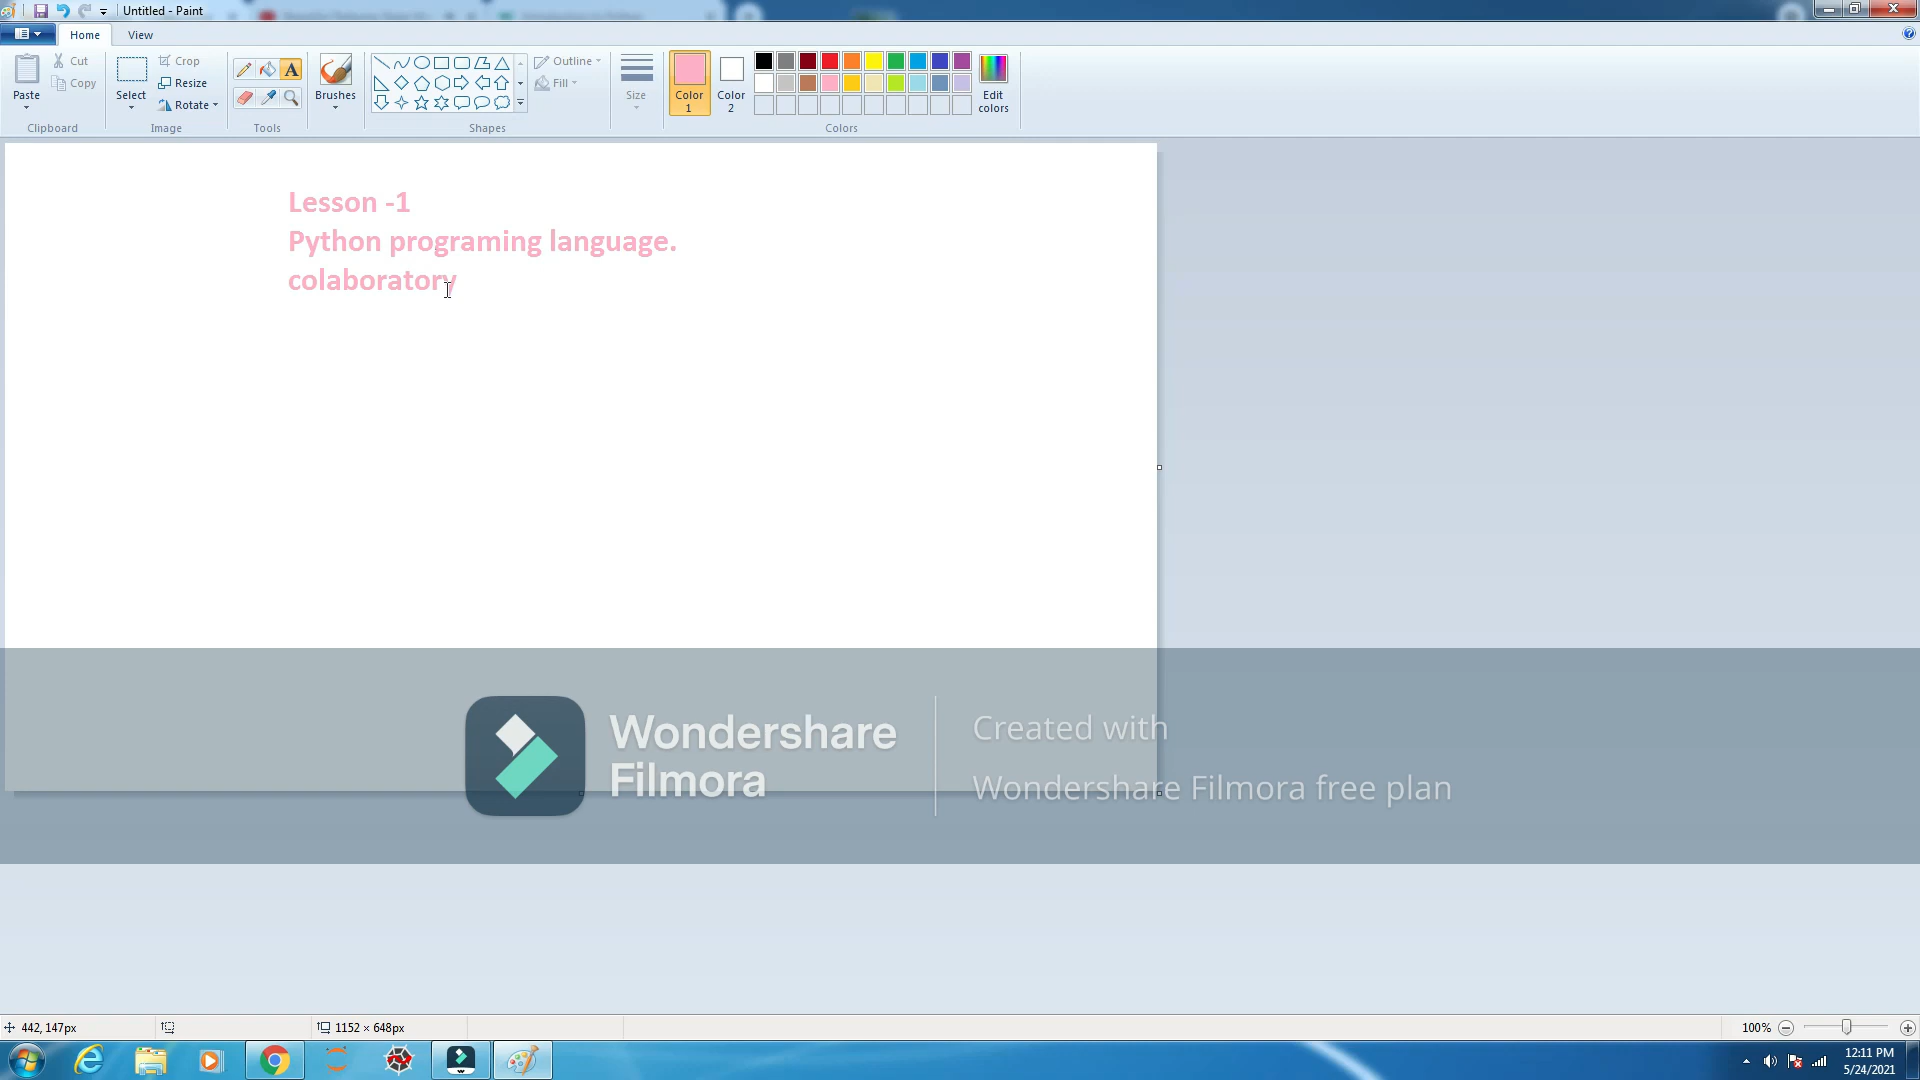 Untitled - Paint
Home
View
Paste
Cut
Copy
Clipboard
Select
Crop
Resize
Rotate
Image
Tools
Brushes
Shapes
Outline
Fill
Size
Color 1
Color 2
Edit colors
Colors
Lesson -1
Python programing language.
colaboratory
Wondershare
Filmora
Created with
Wondershare Filmora free plan
442, 147px
1152 × 648px
100%
12:11 PM
5/24/2021